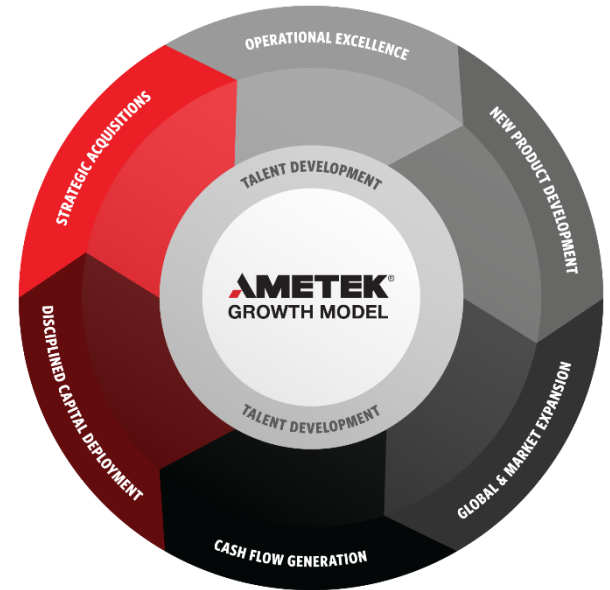 OPERATIONAL EXCELLENCE
NEW PRODUCT DEVELOPMENT
GLOBAL & MARKET EXPANSION
CASH FLOW GENERATION
DISCIPLINED CAPITAL DEPLOYMENT
STRATEGIC ACQUISITIONS
TALENT DEVELOPMENT
AMETEK®
GROWTH MODEL
TALENT DEVELOPMENT